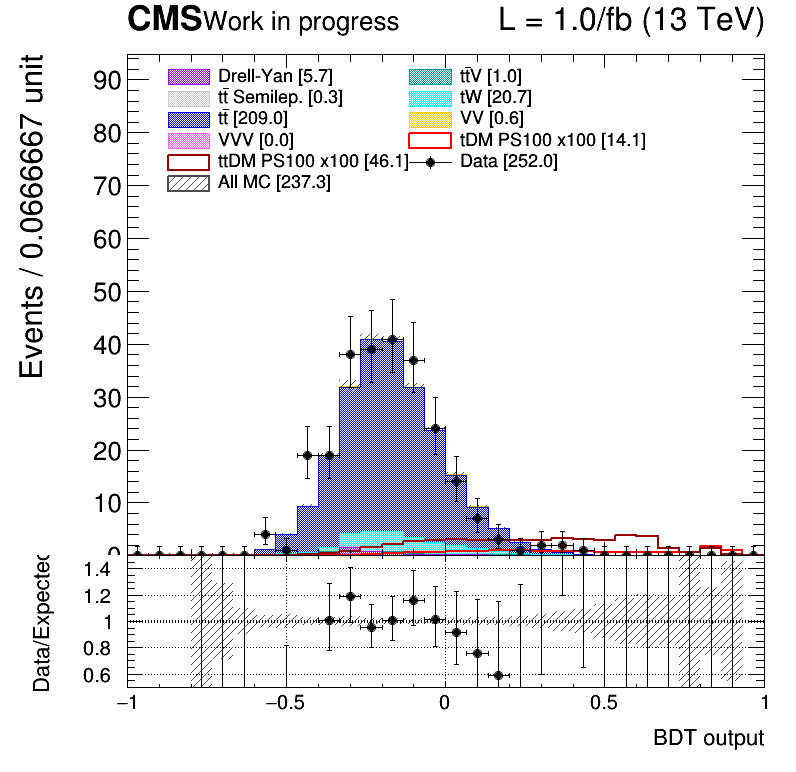 CMS Work in progress L = 1.0/fb (13 TeV)
Events / 0.0666667 unit
90
80
70
60
50
40
30
20
10
0
Drell-Yan [5.7] tt̄V [1.0]
tt̄ Semilep. [0.3] tW [20.7]
tt̄ [209.0] VV [0.6]
VVV [0.0] tDM PS100 x100 [14.1]
ttDM PS100 x100 [46.1] Data [252.0]
All MC [237.3]
Data/Expected
1.4
1.2
1
0.8
0.6
−1 −0.5 0 0.5 1
BDT output